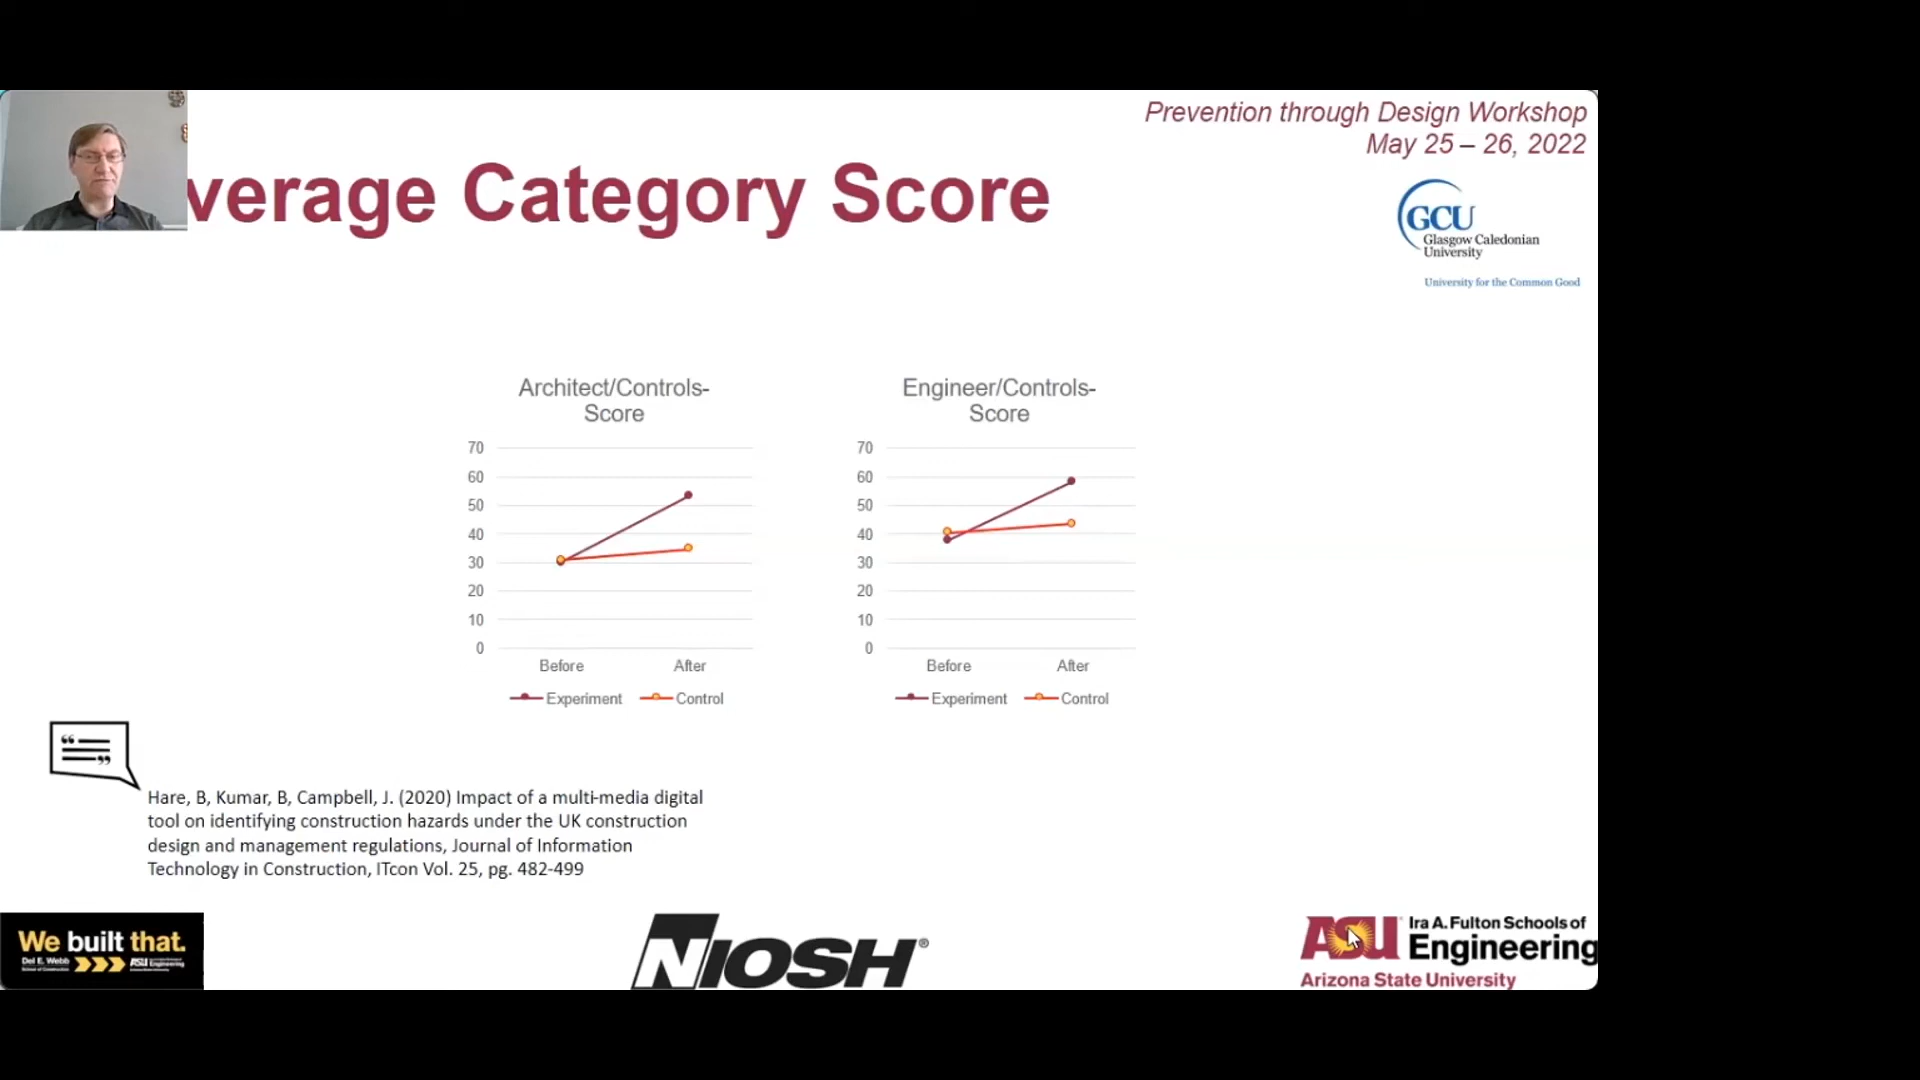 Prevention through Design Workshop
May 25 – 26, 2022
verage Category Score
GCU
Glasgow Caledonian
University
University for the Common Good
Architect/Controls-
Score
70
60
50
40
30
20
10
0
Before After
Experiment Control
Engineer/Controls-
Score
70
60
50
40
30
20
10
0
Before After
Experiment Control
Hare, B, Kumar, B, Campbell, J. (2020) Impact of a multi-media digital
tool on identifying construction hazards under the UK construction
design and management regulations, Journal of Information
Technology in Construction, ITcon Vol. 25, pg. 482-499
We built that.
Del E. Webb
School of Construction
NIOSH®
ASU Ira A. Fulton Schools of
Engineering
Arizona State University